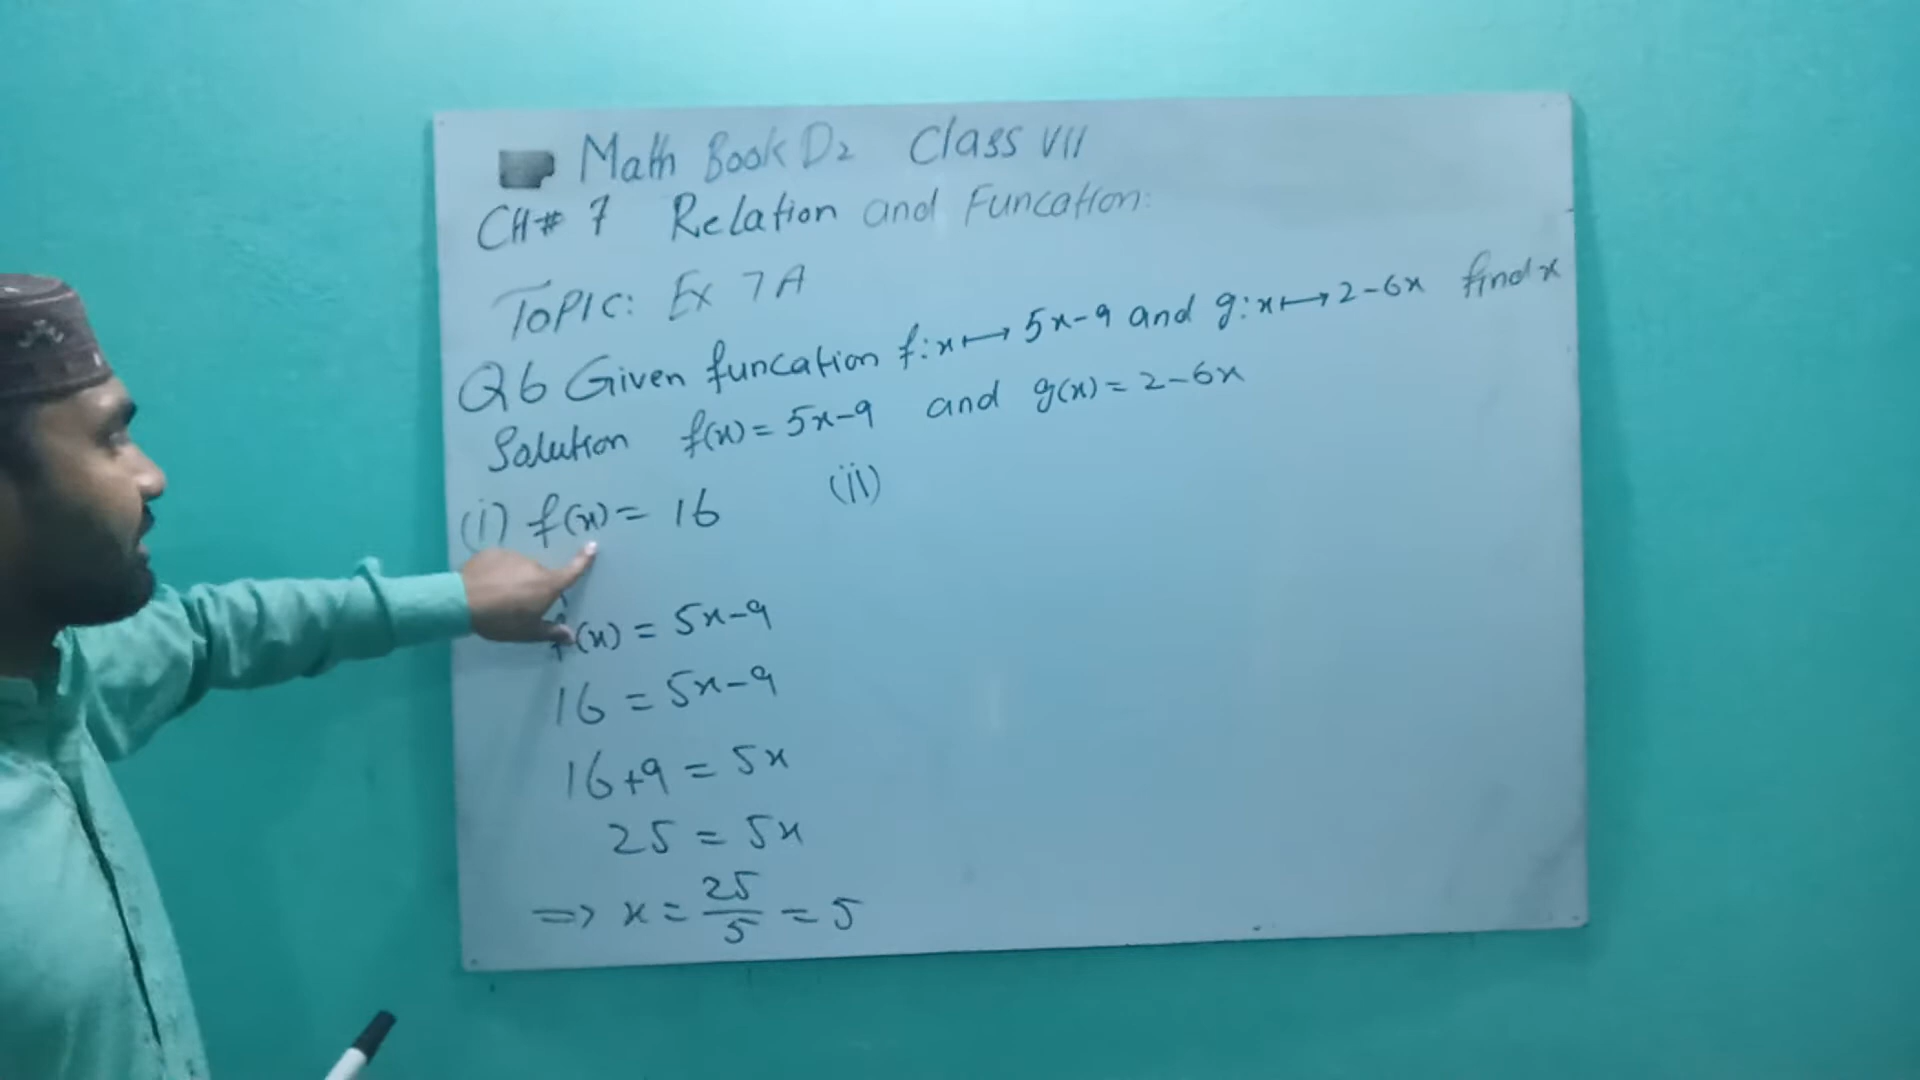 Math Book D2 Class VII
CH# 7 Relation and Funcation:
Topic: Ex 7A
Q6 Given funcation f:x↦5x-9 and g:x↦2-6x find x
Solution f(x)=5x-9 and g(x)=2-6x
(i) f(x)= 16 (ii)
f(x) = 5x-9
16 = 5x-9
16+9 = 5x
25 = 5x
=> x = 25/5 = 5